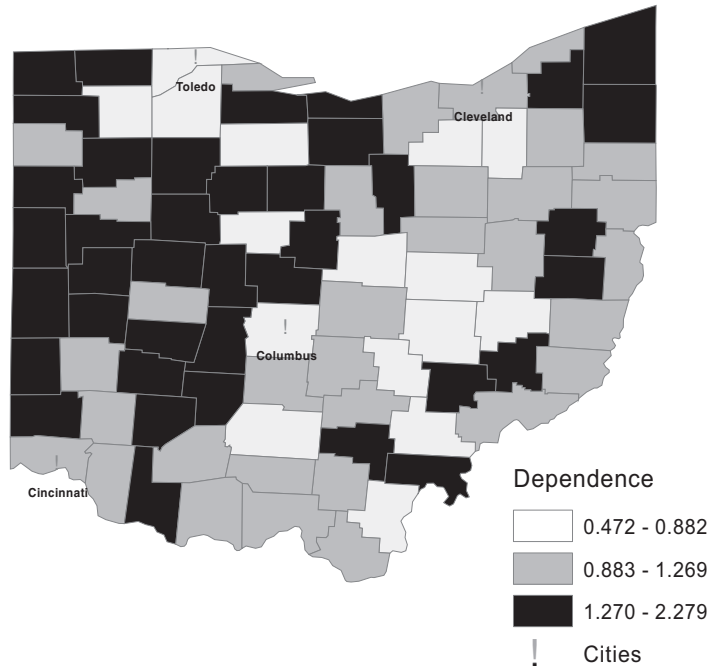 !
Toledo
!
Cleveland
!
Columbus
!
Cincinnati
Dependence
0.472 - 0.882
0.883 - 1.269
1.270 - 2.279
! Cities